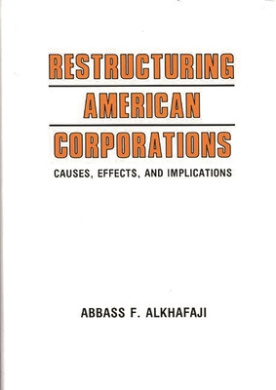 RESTRUCTURING
AMERICAN
CORPORATIONS
CAUSES, EFFECTS, AND IMPLICATIONS
ABBASS F. ALKHAFAJI